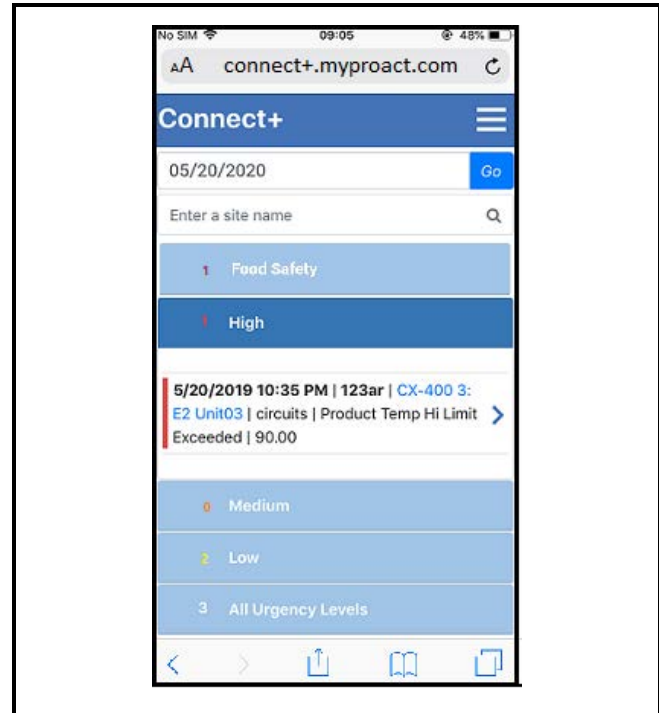 No SIM 09:05 48%
AA connect+.myproact.com
Connect+
05/20/2020 Go
Enter a site name
1 Food Safety
1 High
5/20/2019 10:35 PM | 123ar | CX-400 3:
E2 Unit03 | circuits | Product Temp Hi Limit
Exceeded | 90.00
0 Medium
2 Low
3 All Urgency Levels